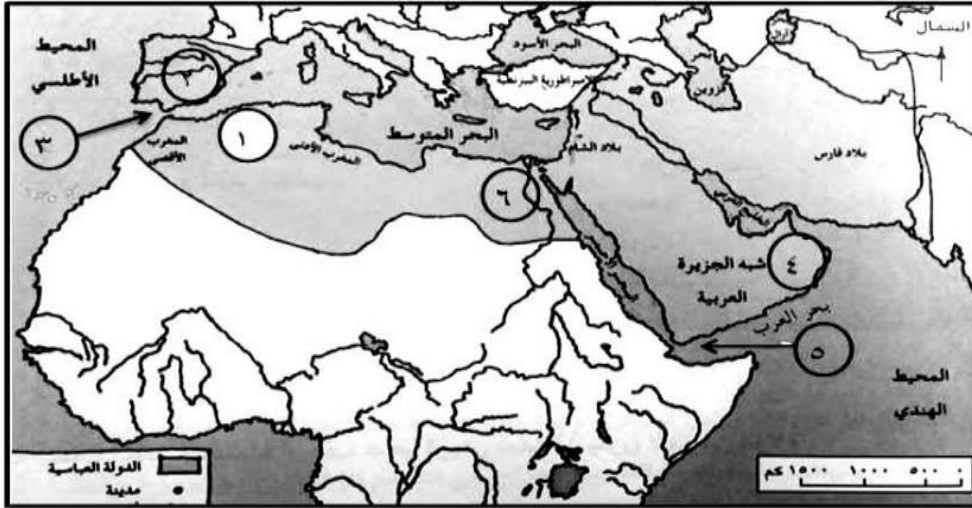 الشمال
المحيط
الأطلسي
البحر الأسود
آرال
قزوين
الامبراطورية البيزنطية
٢
٣
١
المغرب
الأقصى
المغرب الأدنى
البحر المتوسط
بلاد الشام
بلاد فارس
٦
شبه الجزيرة
العربية
٤
بحر العرب
٥
المحيط
الهندي
الدولة العباسية
مدينة
٠ ٥٠٠ ١٠٠٠ ١٥٠٠ كم